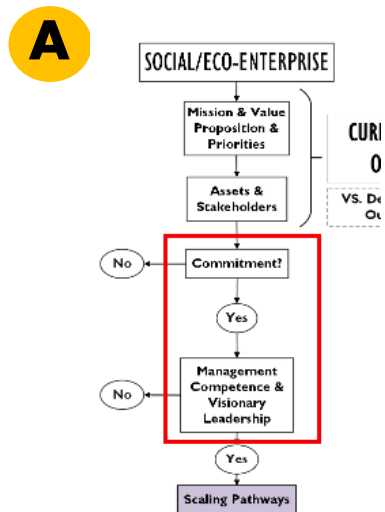 A
SOCIAL/ECO-ENTERPRISE
Mission & Value
Proposition &
Priorities
Assets &
Stakeholders
VS.
No
Commitment?
Yes
No
Management
Competence &
Visionary
Leadership
Yes
Scaling Pathways